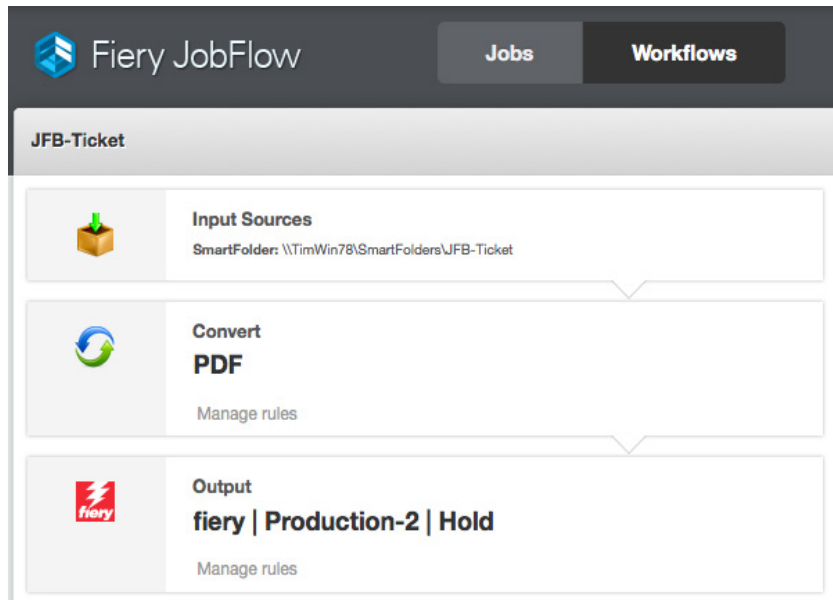 Fiery JobFlow
Jobs
Workflows
JFB-Ticket
Input Sources
SmartFolder: \\TimWin78\SmartFolders\JFB-Ticket
Convert
PDF
Manage rules
fiery
Output
fiery | Production-2 | Hold
Manage rules